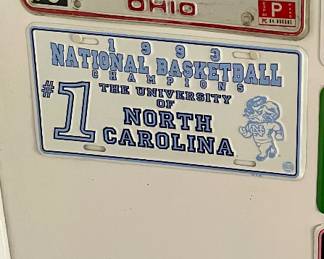 OHIO
P
1993
NATIONAL BASKETBALL
CHAMPIONS
#1
THE UNIVERSITY
OF
NORTH
CAROLINA